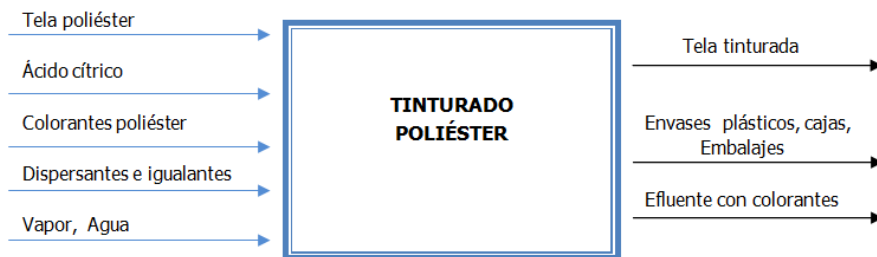 Tela poliéster
Ácido cítrico
Colorantes poliéster
Dispersantes e igualantes
Vapor, Agua
TINTURADO
POLIÉSTER
Tela tinturada
Envases plásticos, cajas,
Embalajes
Efluente con colorantes